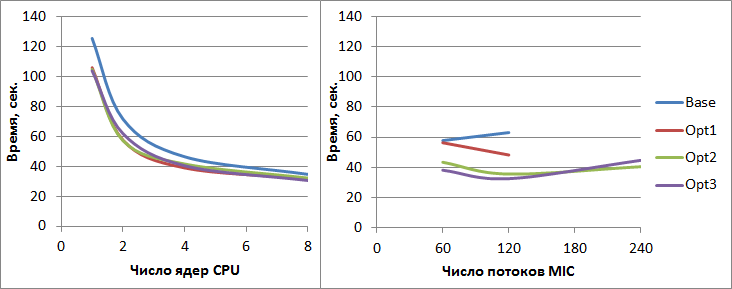 140
120
100
80
60
40
20
0
Время, сек.
0 2 4 6 8
Число ядер CPU
140
120
100
80
60
40
20
0
Время, сек.
0 60 120 180 240
Число потоков MIC
Base
Opt1
Opt2
Opt3